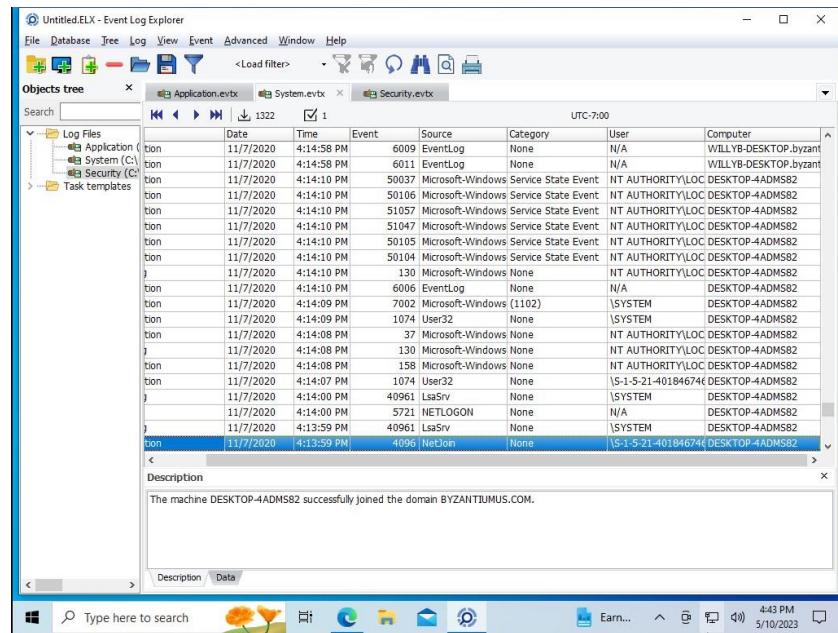 Untitled.ELX - Event Log Explorer
File Database Tree Log View Event Advanced Window Help
<Load filter>
Objects tree
Application.evtx System.evtx Security.evtx
Search
1322 1 UTC-7:00
Log Files
Application (
System (C:\
Security (C:\
Task templates
Date Time Event Source Category User Computer
tion 11/7/2020 4:14:58 PM 6009 EventLog None N/A WILLYB-DESKTOP.byzant
tion 11/7/2020 4:14:58 PM 6011 EventLog None N/A WILLYB-DESKTOP.byzant
tion 11/7/2020 4:14:10 PM 50037 Microsoft-Windows Service State Event NT AUTHORITY\LOC DESKTOP-4ADMS82
tion 11/7/2020 4:14:10 PM 50106 Microsoft-Windows Service State Event NT AUTHORITY\LOC DESKTOP-4ADMS82
tion 11/7/2020 4:14:10 PM 51057 Microsoft-Windows Service State Event NT AUTHORITY\LOC DESKTOP-4ADMS82
tion 11/7/2020 4:14:10 PM 51047 Microsoft-Windows Service State Event NT AUTHORITY\LOC DESKTOP-4ADMS82
tion 11/7/2020 4:14:10 PM 50105 Microsoft-Windows Service State Event NT AUTHORITY\LOC DESKTOP-4ADMS82
tion 11/7/2020 4:14:10 PM 50104 Microsoft-Windows Service State Event NT AUTHORITY\LOC DESKTOP-4ADMS82
g 11/7/2020 4:14:10 PM 130 Microsoft-Windows None NT AUTHORITY\LOC DESKTOP-4ADMS82
tion 11/7/2020 4:14:10 PM 6006 EventLog None N/A DESKTOP-4ADMS82
tion 11/7/2020 4:14:09 PM 7002 Microsoft-Windows (1102) \SYSTEM DESKTOP-4ADMS82
tion 11/7/2020 4:14:09 PM 1074 User32 None \SYSTEM DESKTOP-4ADMS82
tion 11/7/2020 4:14:08 PM 37 Microsoft-Windows None NT AUTHORITY\LOC DESKTOP-4ADMS82
g 11/7/2020 4:14:08 PM 130 Microsoft-Windows None NT AUTHORITY\LOC DESKTOP-4ADMS82
tion 11/7/2020 4:14:08 PM 158 Microsoft-Windows None NT AUTHORITY\LOC DESKTOP-4ADMS82
tion 11/7/2020 4:14:07 PM 1074 User32 None \S-1-5-21-401846746 DESKTOP-4ADMS82
g 11/7/2020 4:14:00 PM 40961 LsaSrv None \SYSTEM DESKTOP-4ADMS82
11/7/2020 4:14:00 PM 5721 NETLOGON None N/A DESKTOP-4ADMS82
g 11/7/2020 4:13:59 PM 40961 LsaSrv None \SYSTEM DESKTOP-4ADMS82
tion 11/7/2020 4:13:59 PM 4096 NetJoin None \S-1-5-21-401846746 DESKTOP-4ADMS82
Description
The machine DESKTOP-4ADMS82 successfully joined the domain BYZANTIUMUS.COM.
Description Data
Type here to search
Earn...
4:43 PM
5/10/2023